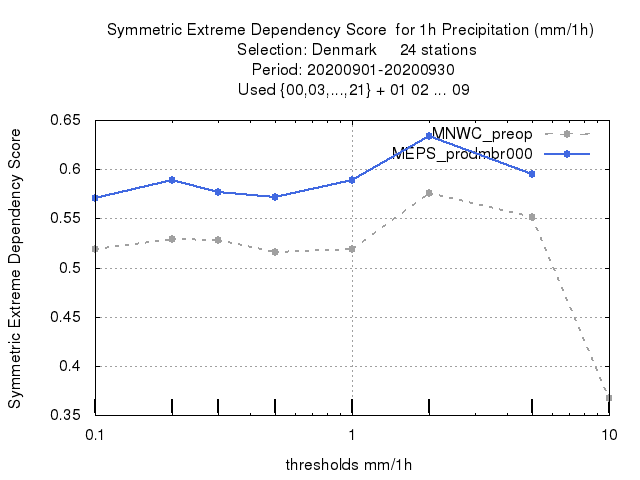 Symmetric Extreme Dependency Score  for 1h Precipitation (mm/1h)
Selection: Denmark     24 stations
Period: 20200901-20200930
Used {00,03,...,21} + 01 02 ... 09
MNWC_preop
MEPS_prodmbr000
Symmetric Extreme Dependency Score
0.65
0.6
0.55
0.5
0.45
0.4
0.35
0.1
1
10
thresholds mm/1h